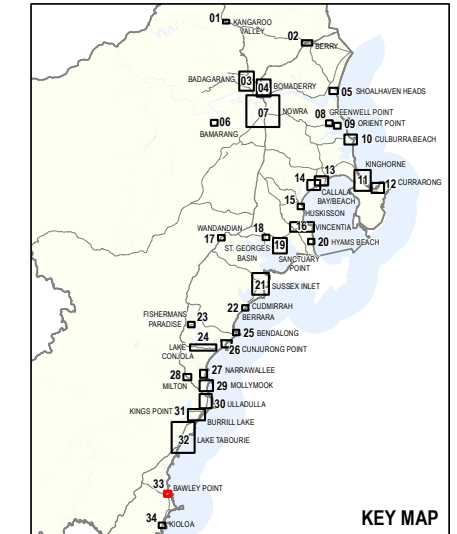 01
KANGAROO
VALLEY
02
BERRY
BADAGARANG
03
04
BOMADERRY
05
SHOALHAVEN HEADS
07
NOWRA
06
BAMARANG
08
GREENWELL POINT
09
ORIENT POINT
10
CULBURRA BEACH
KINGHORNE
11
12
CURRARONG
13
14
CALLALA
BAY/BEACH
15
HUSKISSON
16
VINCENTIA
WANDANDIAN
17
18
ST. GEORGES
BASIN
19
SANCTUARY
POINT
20
HYAMS BEACH
21
SUSSEX INLET
22
CUDMIRRAH
BERRARA
FISHERMANS
PARADISE
23
24
LAKE
CONJOLA
25
BENDALONG
26
CUNJURONG POINT
27
NARRAWALLEE
28
MILTON
29
MOLLYMOOK
30
ULLADULLA
KINGS POINT
31
BURRILL LAKE
32
LAKE TABOURIE
33
BAWLEY POINT
34
KIOLOA
KEY MAP